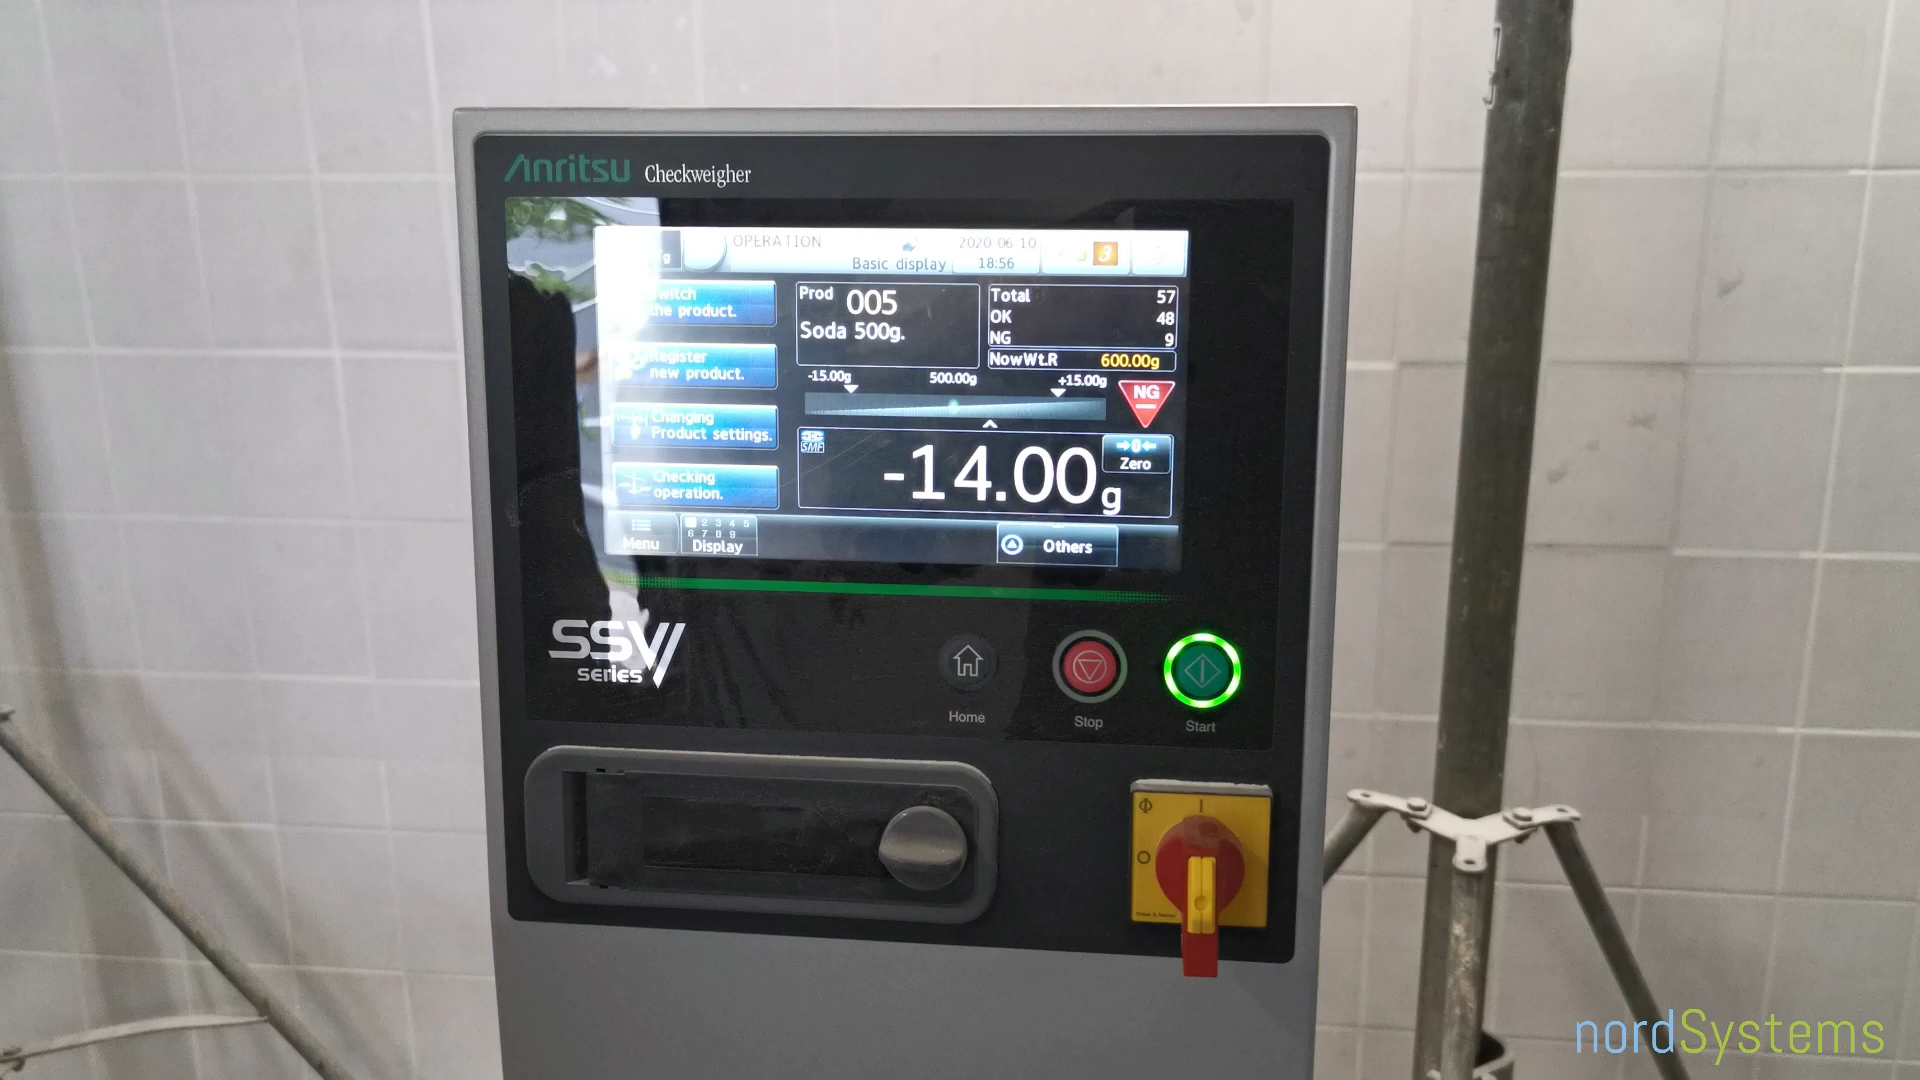 Anritsu Checkweigher
OPERATION
Basic display
2020-06-10
18:56
3
g
Switch
the product.
Register
new product.
Changing
Product settings.
Checking
operation.
Prod 005
Soda 500g.
Total 57
OK 48
NG 9
NowWt.R 600.00g
-15.00g 500.00g +15.00g
NG
SMF
-14.00g
Zero
Menu
2 3 4 5
6 7 8 9
Display
Others
SSV
series
Home
Stop
Start
I
O
nordSystems